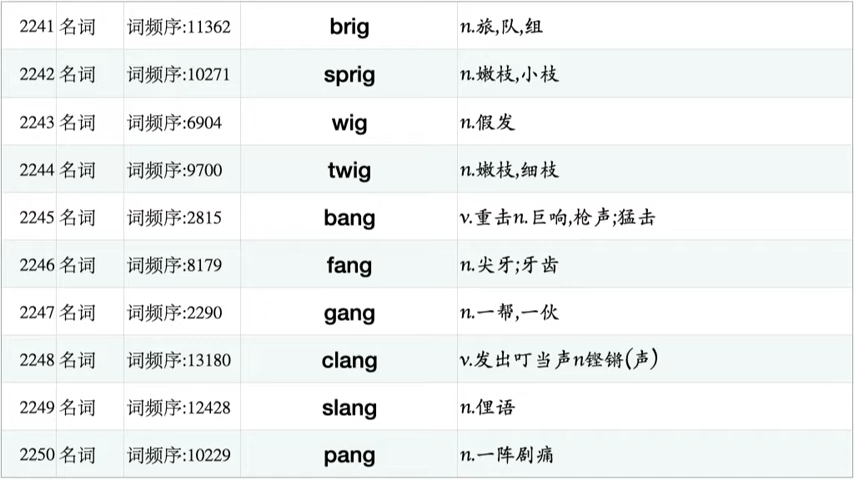 2241 名词 词频序:11362 brig n.旅,队,组
2242 名词 词频序:10271 sprig n.嫩枝,小枝
2243 名词 词频序:6904 wig n.假发
2244 名词 词频序:9700 twig n.嫩枝,细枝
2245 名词 词频序:2815 bang v.重击n.巨响,枪声;猛击
2246 名词 词频序:8179 fang n.尖牙;牙齿
2247 名词 词频序:2290 gang n.一帮,一伙
2248 名词 词频序:13180 clang v.发出叮当声n铿锵(声)
2249 名词 词频序:12428 slang n.俚语
2250 名词 词频序:10229 pang n.一阵剧痛